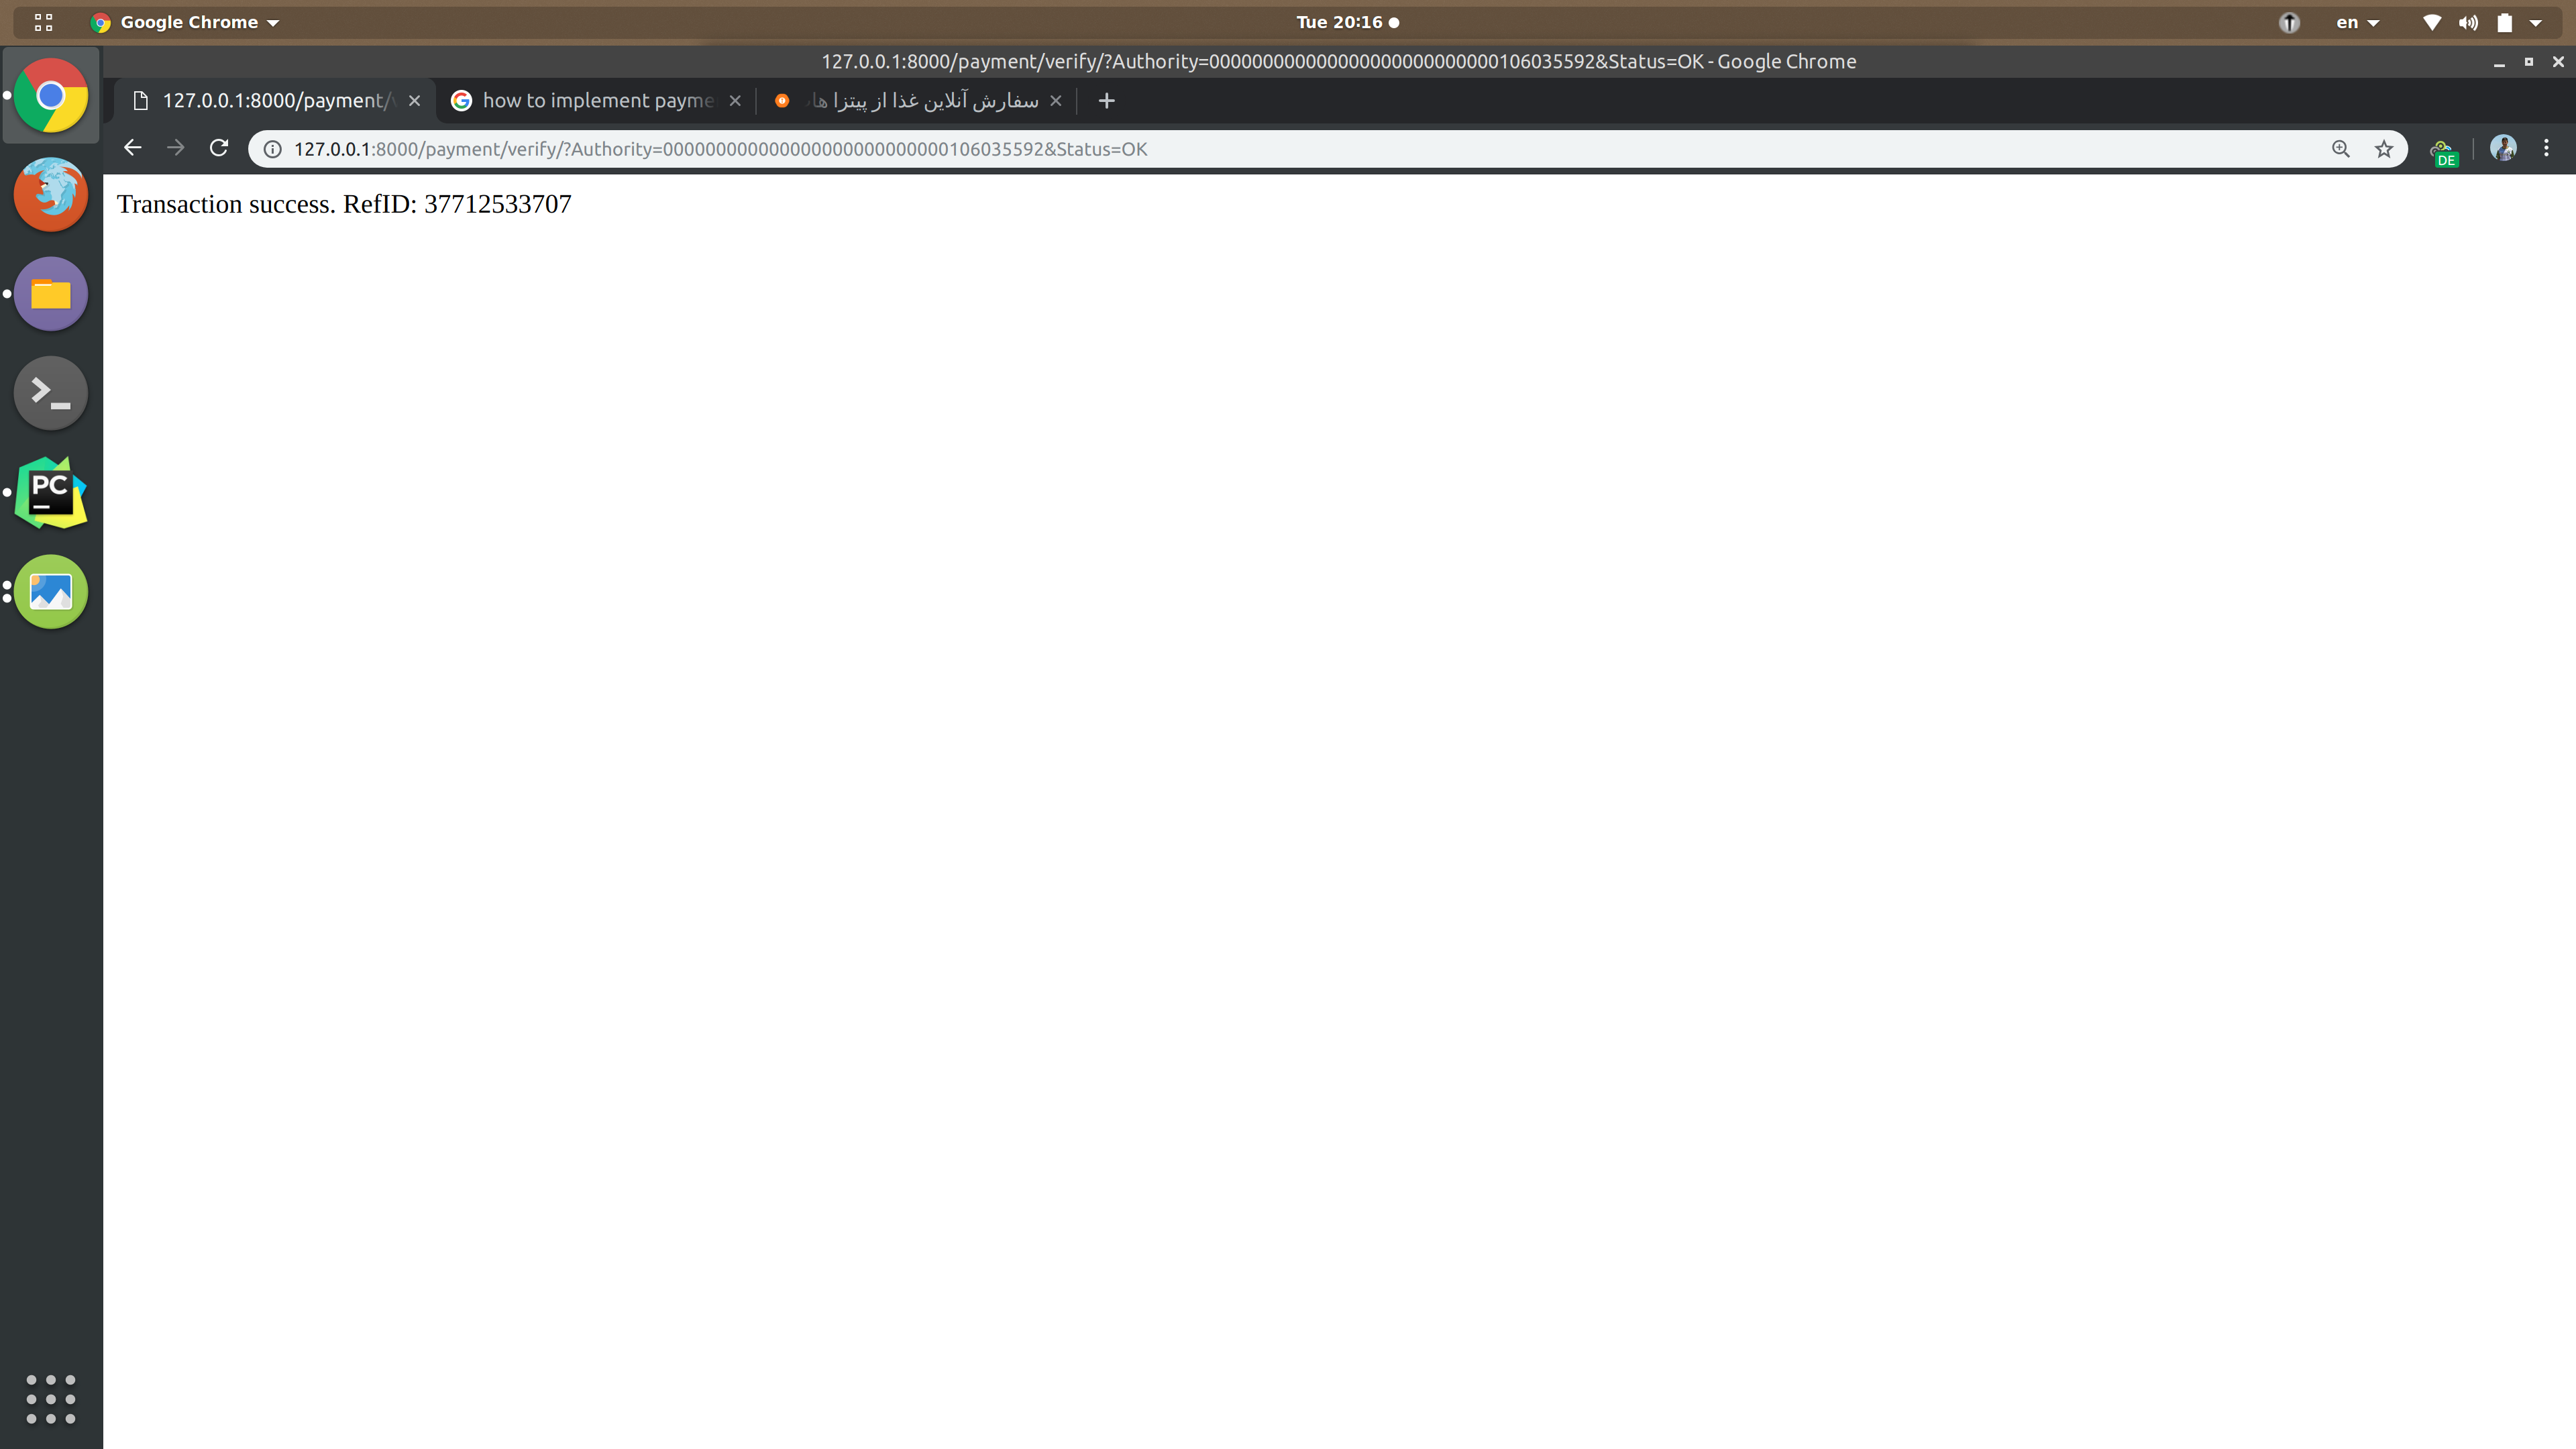 Google Chrome
Tue 20:16
en
127.0.0.1:8000/payment/verify/?Authority=000000000000000000000000000106035592&Status=OK - Google Chrome
127.0.0.1:8000/payment/
how to implement payme
سفارش آنلاین غذا از پیتزا
127.0.0.1:8000/payment/verify/?Authority=000000000000000000000000000106035592&Status=OK
DE
Transaction success. RefID: 37712533707
PC